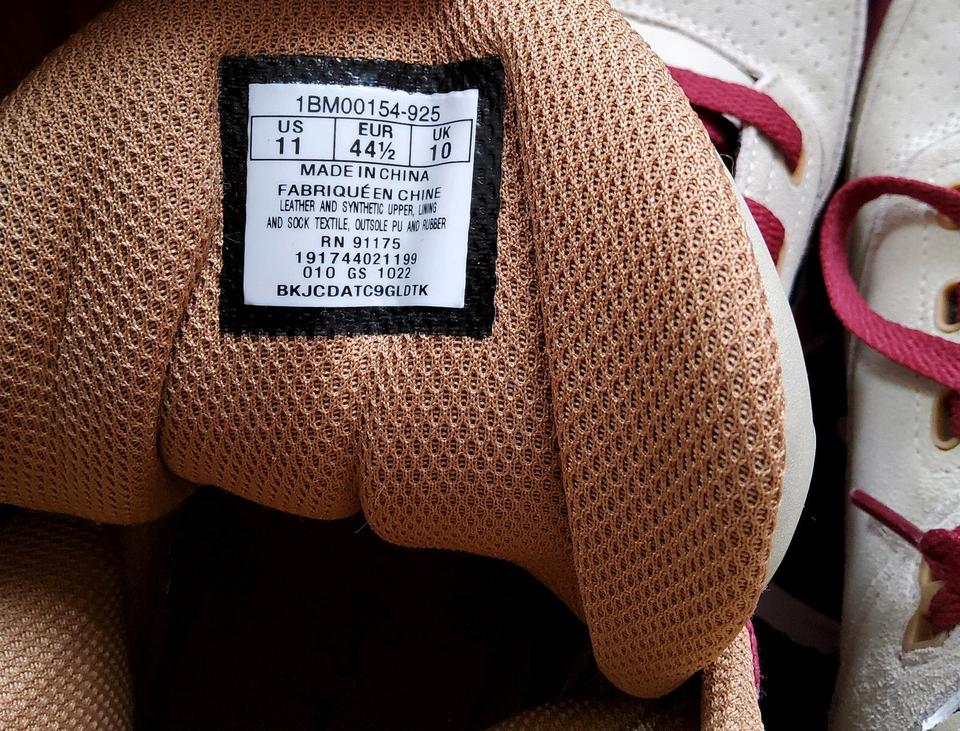 1BM00154-925
US EUR UK
11 44½ 10
MADE IN CHINA
FABRIQUÉ EN CHINE
LEATHER AND SYNTHETIC UPPER, LINING
AND SOCK TEXTILE, OUTSOLE PU AND RUBBER
RN 91175
191744021199
010 GS 1022
BKJCDATC9GLDTK